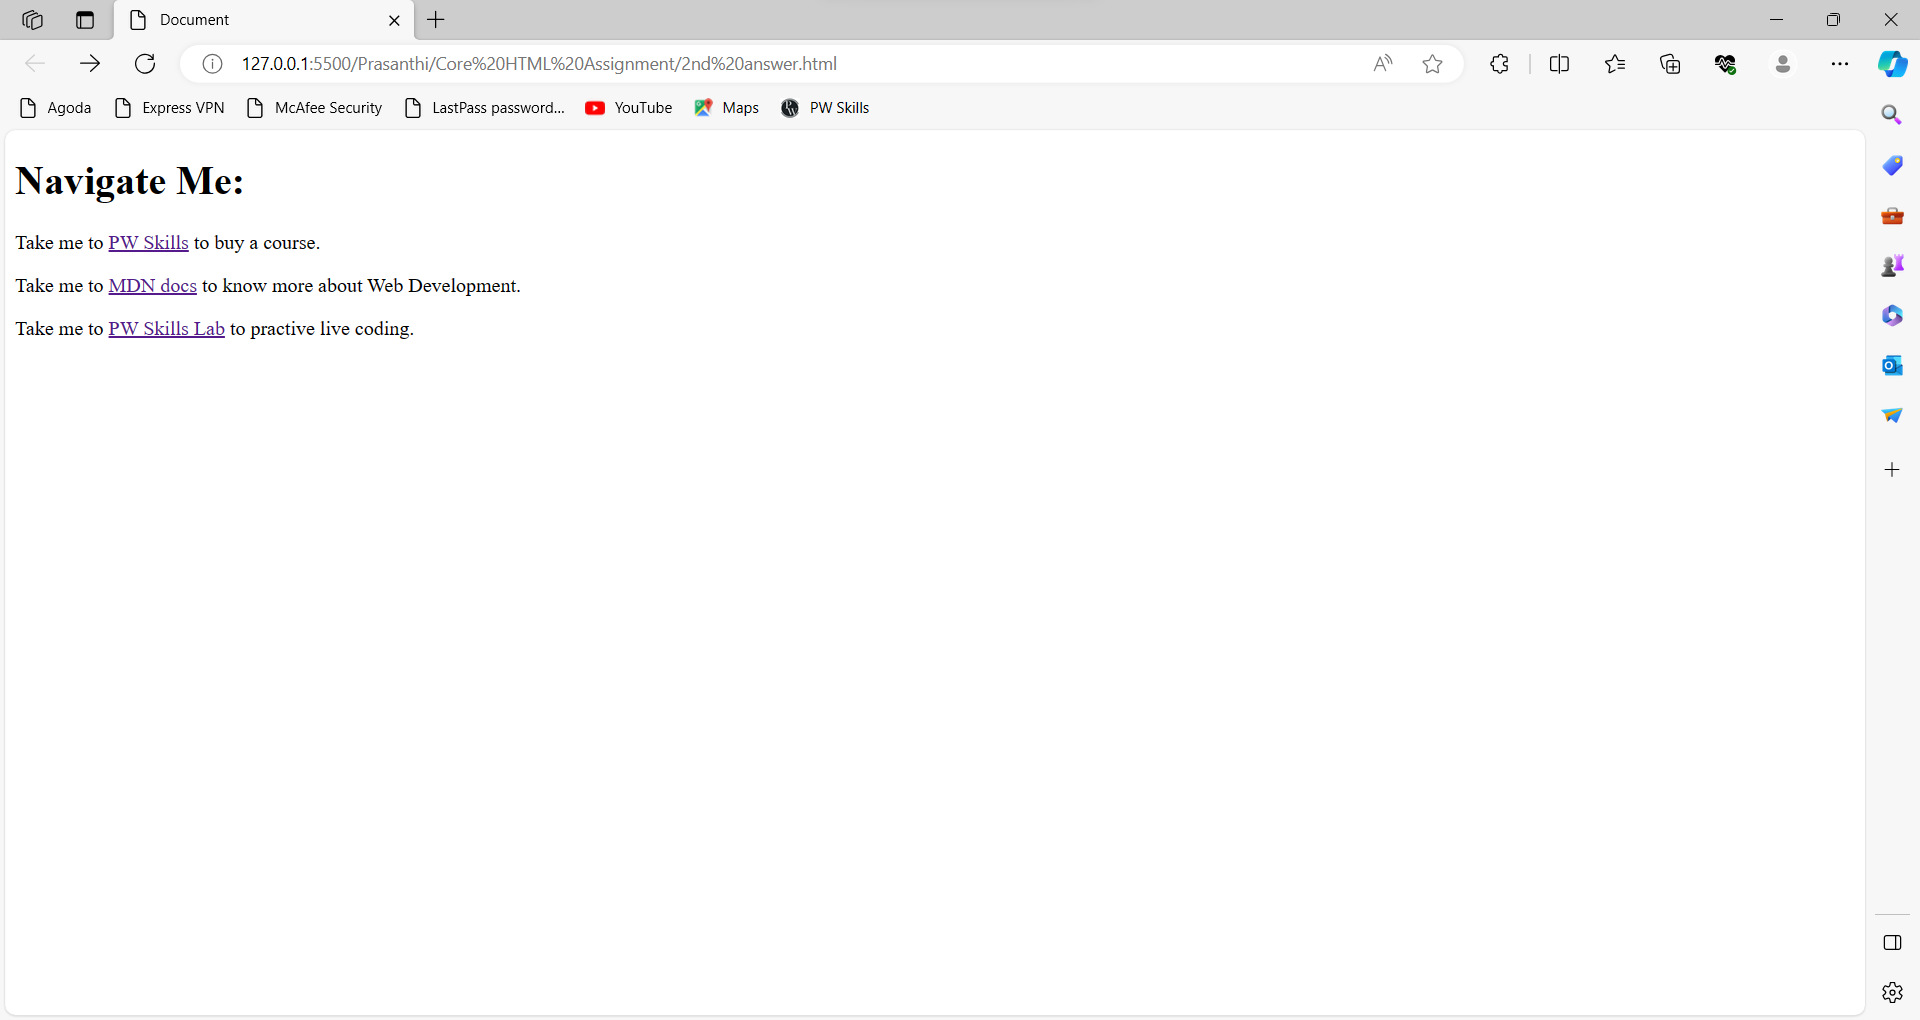 Document
127.0.0.1:5500/Prasanthi/Core%20HTML%20Assignment/2nd%20answer.html
Agoda Express VPN McAfee Security LastPass password... YouTube Maps PW Skills
Navigate Me:
Take me to PW Skills to buy a course.
Take me to MDN docs to know more about Web Development.
Take me to PW Skills Lab to practive live coding.